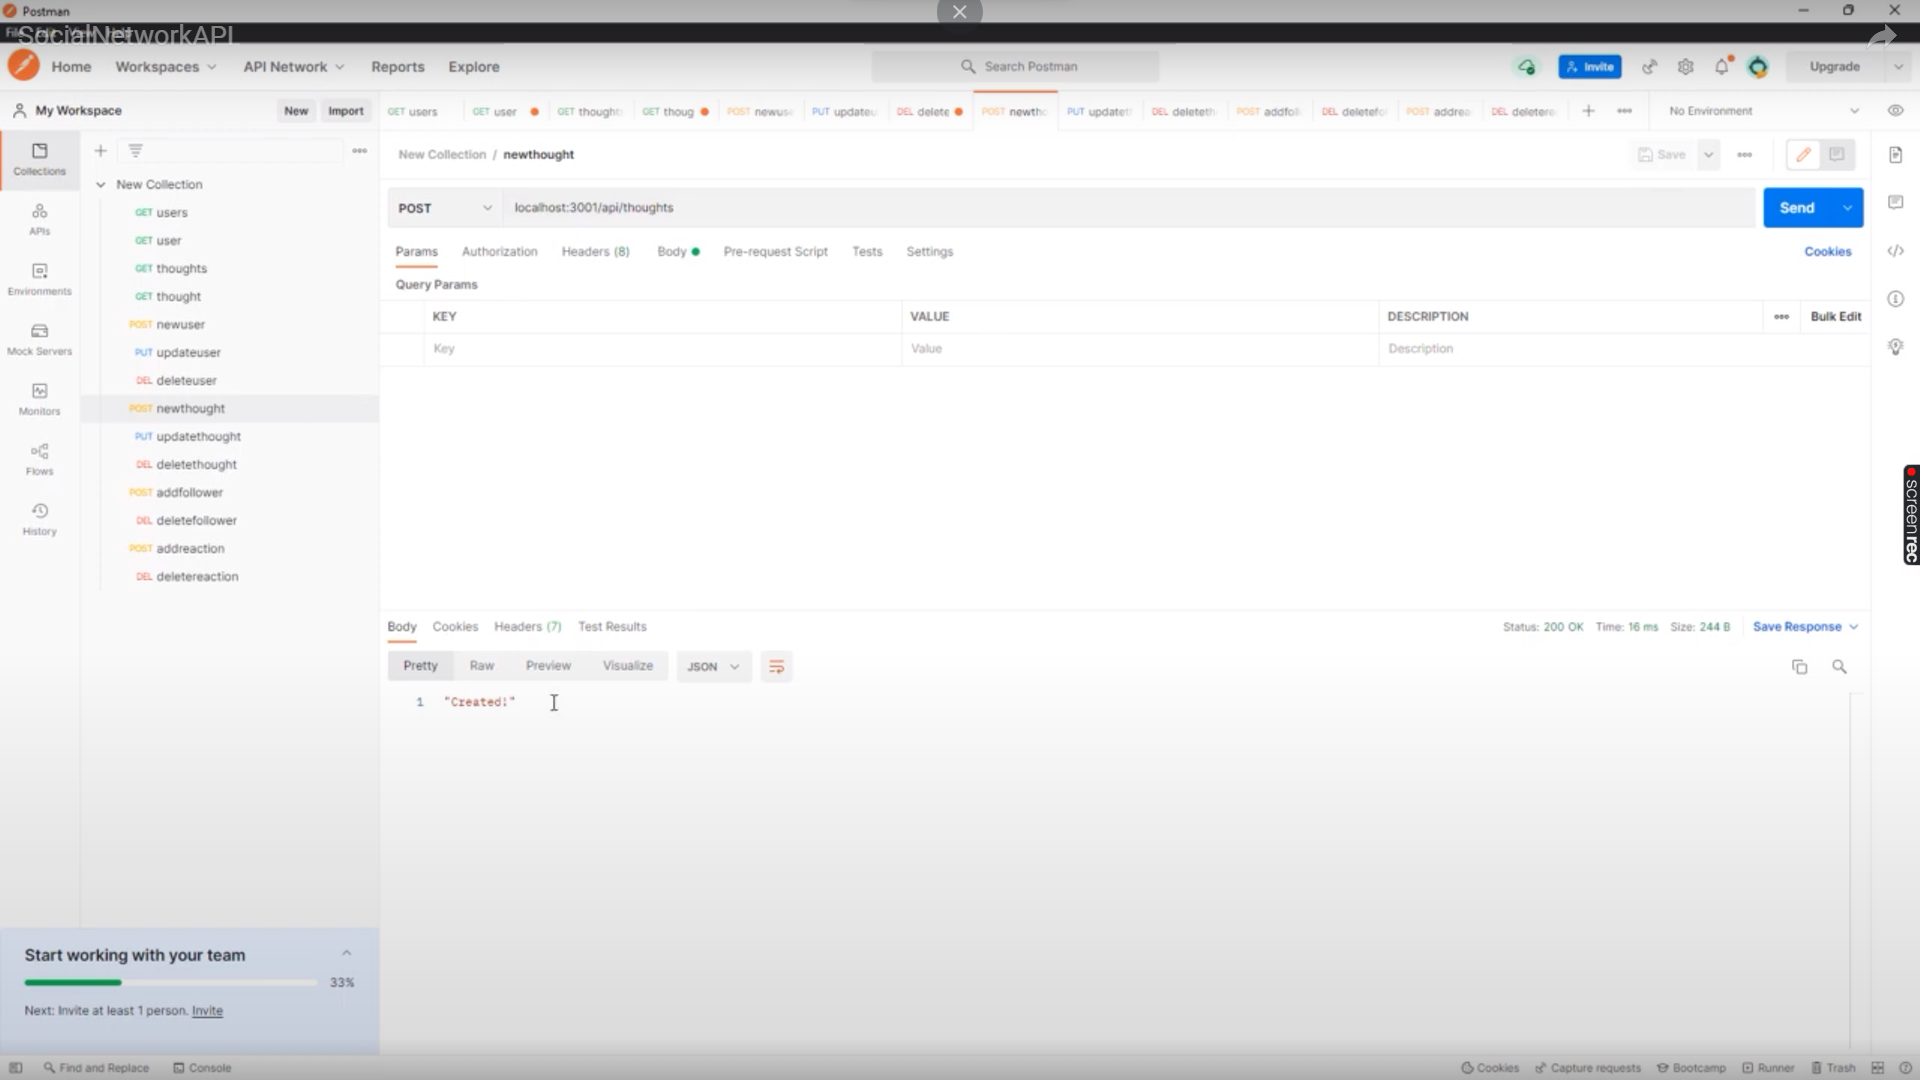 Postman
SocialNetworkAPI
Home
Workspaces
API Network
Reports
Explore
Search Postman
Invite
Upgrade
My Workspace
New
Import
GET users
GET user
GET thought
GET thoug
POST newus
PUT updateu
DEL delete
POST newth
PUT updatet
DEL deleteth
POST addfol
DEL deletefo
POST addrea
DEL deletere
No Environment
Collections
APIs
Environments
Mock Servers
Monitors
Flows
History
New Collection
GET users
GET user
GET thoughts
GET thought
POST newuser
PUT updateuser
DEL deleteuser
POST newthought
PUT updatethought
DEL deletethought
POST addfollower
DEL deletefollower
POST addreaction
DEL deletereaction
New Collection / newthought
Save
POST
localhost:3001/api/thoughts
Send
Params
Authorization
Headers (8)
Body
Pre-request Script
Tests
Settings
Cookies
Query Params
KEY
VALUE
DESCRIPTION
Bulk Edit
Key
Value
Description
Body
Cookies
Headers (7)
Test Results
Status: 200 OK
Time: 16 ms
Size: 244 B
Save Response
Pretty
Raw
Preview
Visualize
JSON
1 "Created!"
screenrec
Start working with your team
33%
Next: Invite at least 1 person. Invite
Find and Replace
Console
Cookies
Capture requests
Bootcamp
Runner
Trash